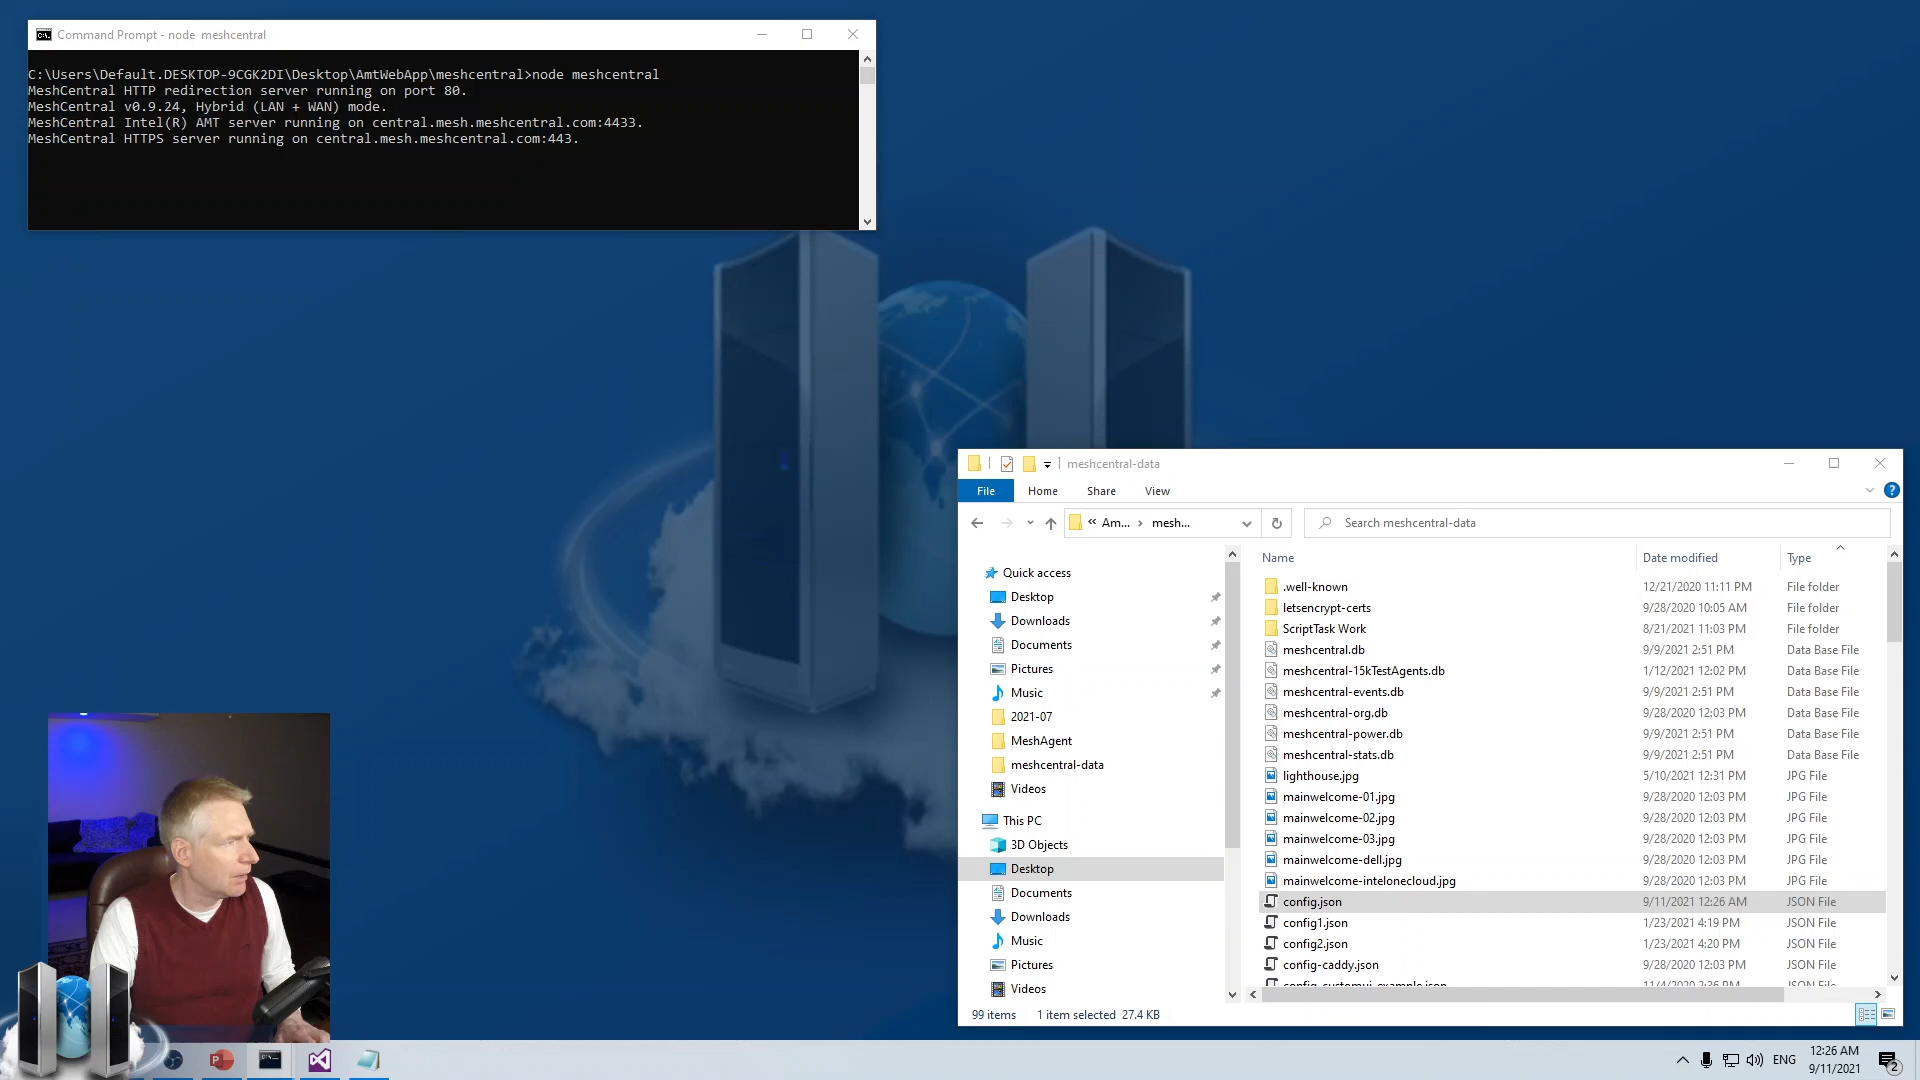 Command Prompt - node  meshcentral
C:\Users\Default.DESKTOP-9CGK2DI\Desktop\AmtWebApp\meshcentral>node meshcentral
MeshCentral HTTP redirection server running on port 80.
MeshCentral v0.9.24, Hybrid (LAN + WAN) mode.
MeshCentral Intel(R) AMT server running on central.mesh.meshcentral.com:4433.
MeshCentral HTTPS server running on central.mesh.meshcentral.com:443.
meshcentral-data
File Home Share View
« Am... › mesh...
Search meshcentral-data
Quick access
Desktop
Downloads
Documents
Pictures
Music
2021-07
MeshAgent
meshcentral-data
Videos
This PC
3D Objects
Desktop
Documents
Downloads
Music
Pictures
Videos
Name Date modified Type
.well-known 12/21/2020 11:11 PM File folder
letsencrypt-certs 9/28/2020 10:05 AM File folder
ScriptTask Work 8/21/2021 11:03 PM File folder
meshcentral.db 9/9/2021 2:51 PM Data Base File
meshcentral-15kTestAgents.db 1/12/2021 12:02 PM Data Base File
meshcentral-events.db 9/9/2021 2:51 PM Data Base File
meshcentral-org.db 9/28/2020 12:03 PM Data Base File
meshcentral-power.db 9/9/2021 2:51 PM Data Base File
meshcentral-stats.db 9/9/2021 2:51 PM Data Base File
lighthouse.jpg 5/10/2021 12:31 PM JPG File
mainwelcome-01.jpg 9/28/2020 12:03 PM JPG File
mainwelcome-02.jpg 9/28/2020 12:03 PM JPG File
mainwelcome-03.jpg 9/28/2020 12:03 PM JPG File
mainwelcome-dell.jpg 9/28/2020 12:03 PM JPG File
mainwelcome-intelonecloud.jpg 9/28/2020 12:03 PM JPG File
config.json 9/11/2021 12:26 AM JSON File
config1.json 1/23/2021 4:19 PM JSON File
config2.json 1/23/2021 4:20 PM JSON File
config-caddy.json 9/28/2020 12:03 PM JSON File
config-customui-example.json 11/4/2020 2:36 PM JSON File
99 items 1 item selected 27.4 KB
ENG
12:26 AM
9/11/2021
2